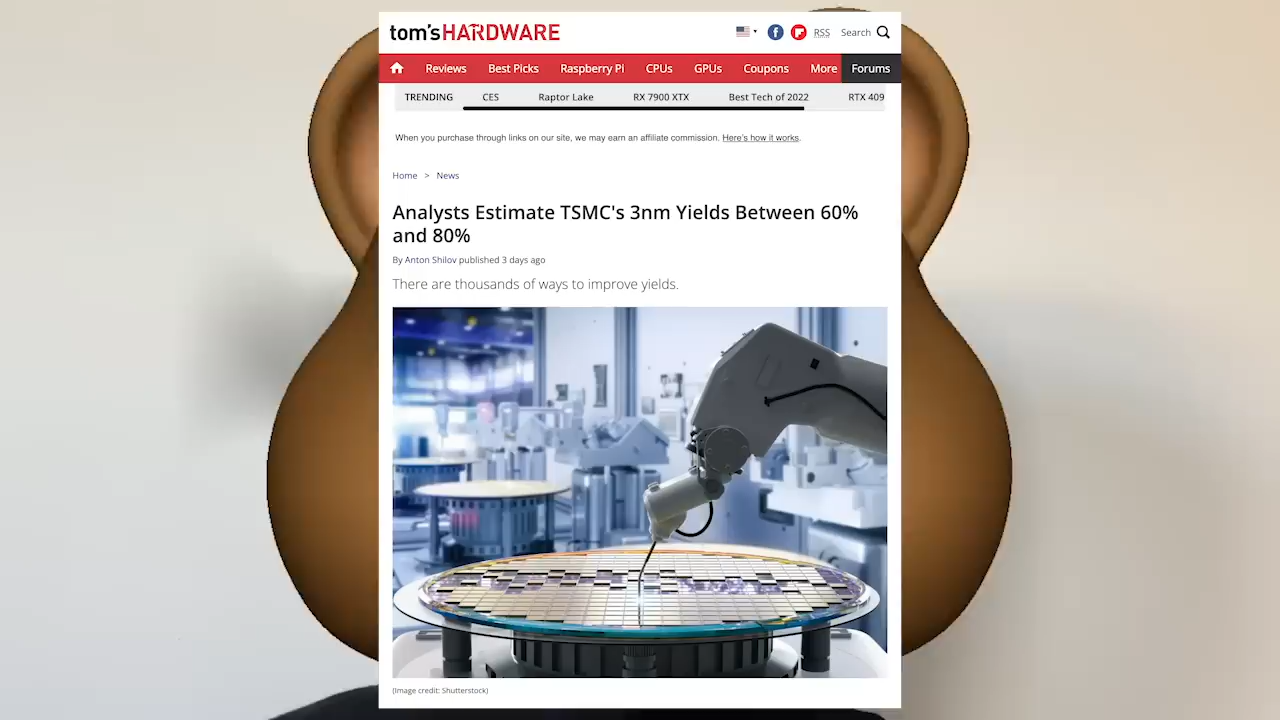 tom'sHARDWARE
RSS Search
Reviews Best Picks Raspberry Pi CPUs GPUs Coupons More Forums
TRENDING CES Raptor Lake RX 7900 XTX Best Tech of 2022 RTX 409
When you purchase through links on our site, we may earn an affiliate commission. Here's how it works.
Home > News
Analysts Estimate TSMC's 3nm Yields Between 60%
and 80%
By Anton Shilov published 3 days ago
There are thousands of ways to improve yields.
(Image credit: Shutterstock)